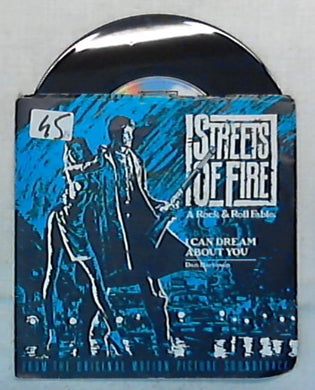 45
STREETS
OF FIRE
A Rock & Roll Fable.
I CAN DREAM
ABOUT YOU
Dan Hartman
FROM THE ORIGINAL MOTION PICTURE SOUNDTRACK